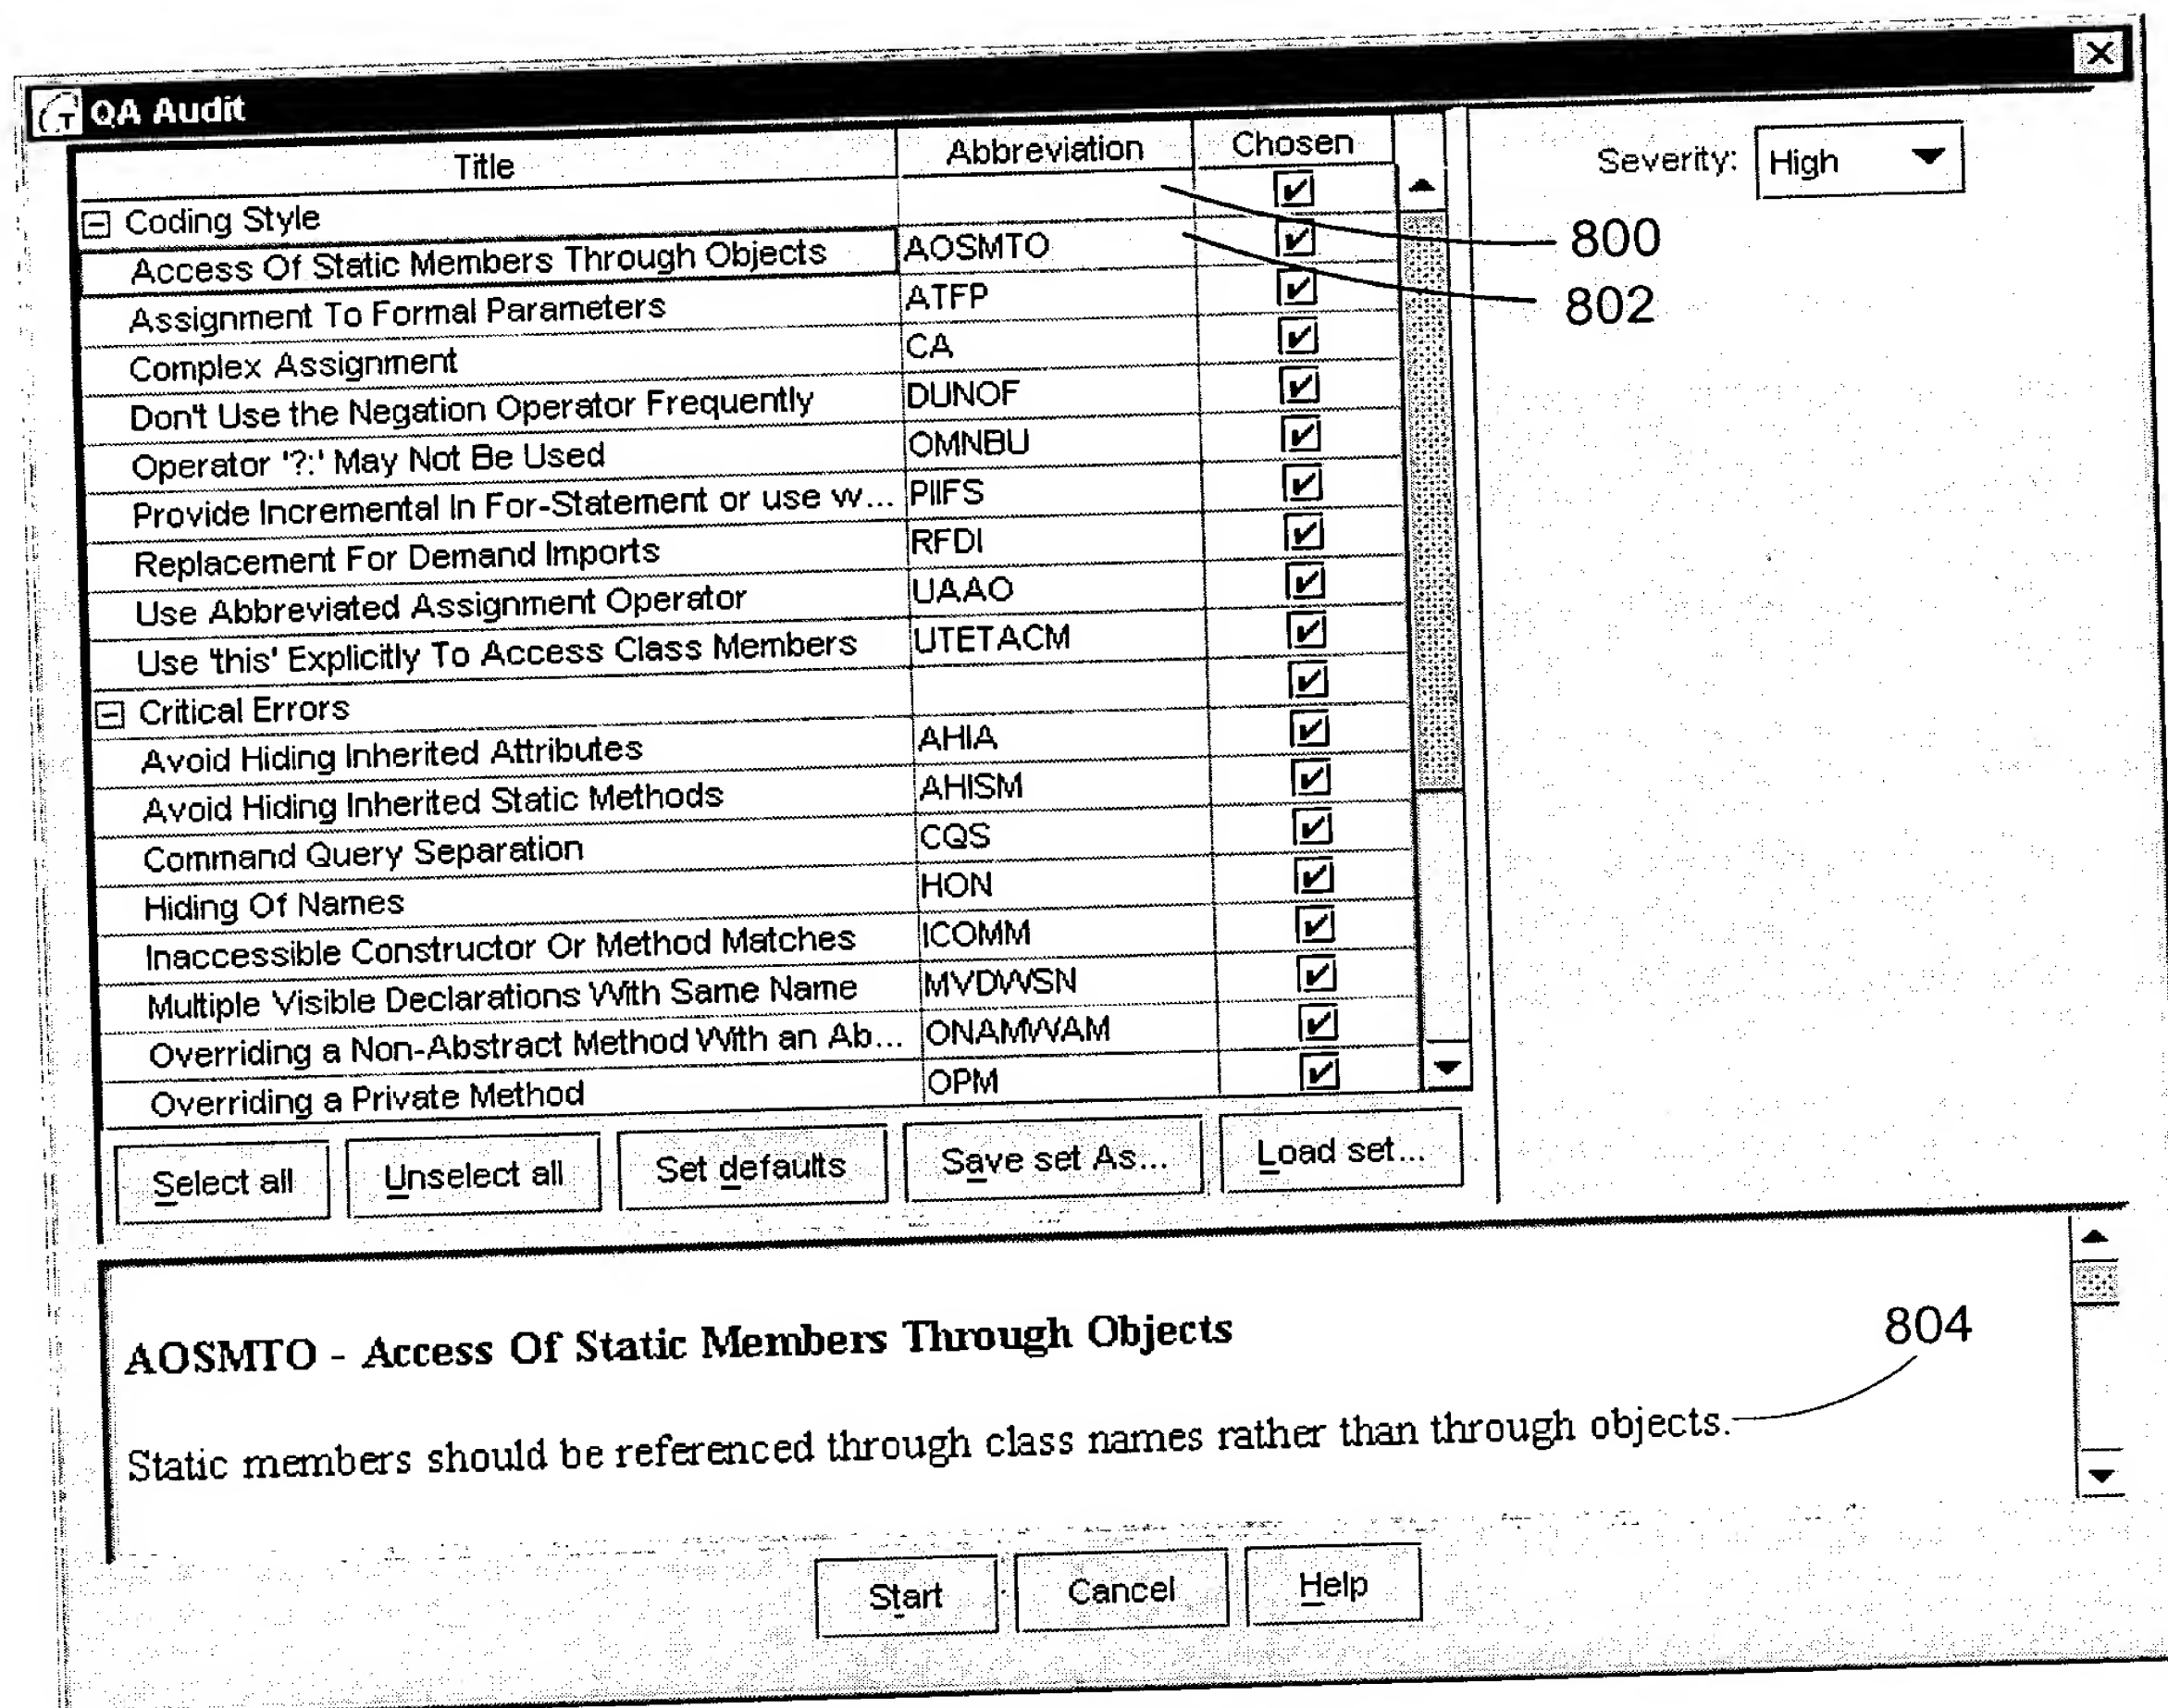 QA Audit
Title Abbreviation Chosen
Severity: High
Coding Style
800
Access Of Static Members Through Objects AOSMTO
802
Assignment To Formal Parameters ATFP
Complex Assignment CA
Don't Use the Negation Operator Frequently DUNOF
Operator '?:' May Not Be Used OMNBU
Provide Incremental In For-Statement or use w... PIIFS
Replacement For Demand Imports RFDI
Use Abbreviated Assignment Operator UAAO
Use 'this' Explicitly To Access Class Members UTETACM
Critical Errors
Avoid Hiding Inherited Attributes AHIA
Avoid Hiding Inherited Static Methods AHISM
Command Query Separation CQS
Hiding Of Names HON
Inaccessible Constructor Or Method Matches ICOMM
Multiple Visible Declarations With Same Name MVDWSN
Overriding a Non-Abstract Method With an Ab... ONAMWAM
Overriding a Private Method OPM
Select all Unselect all Set defaults Save set As... Load set...
AOSMTO - Access Of Static Members Through Objects
804
Static members should be referenced through class names rather than through objects.
Start Cancel Help